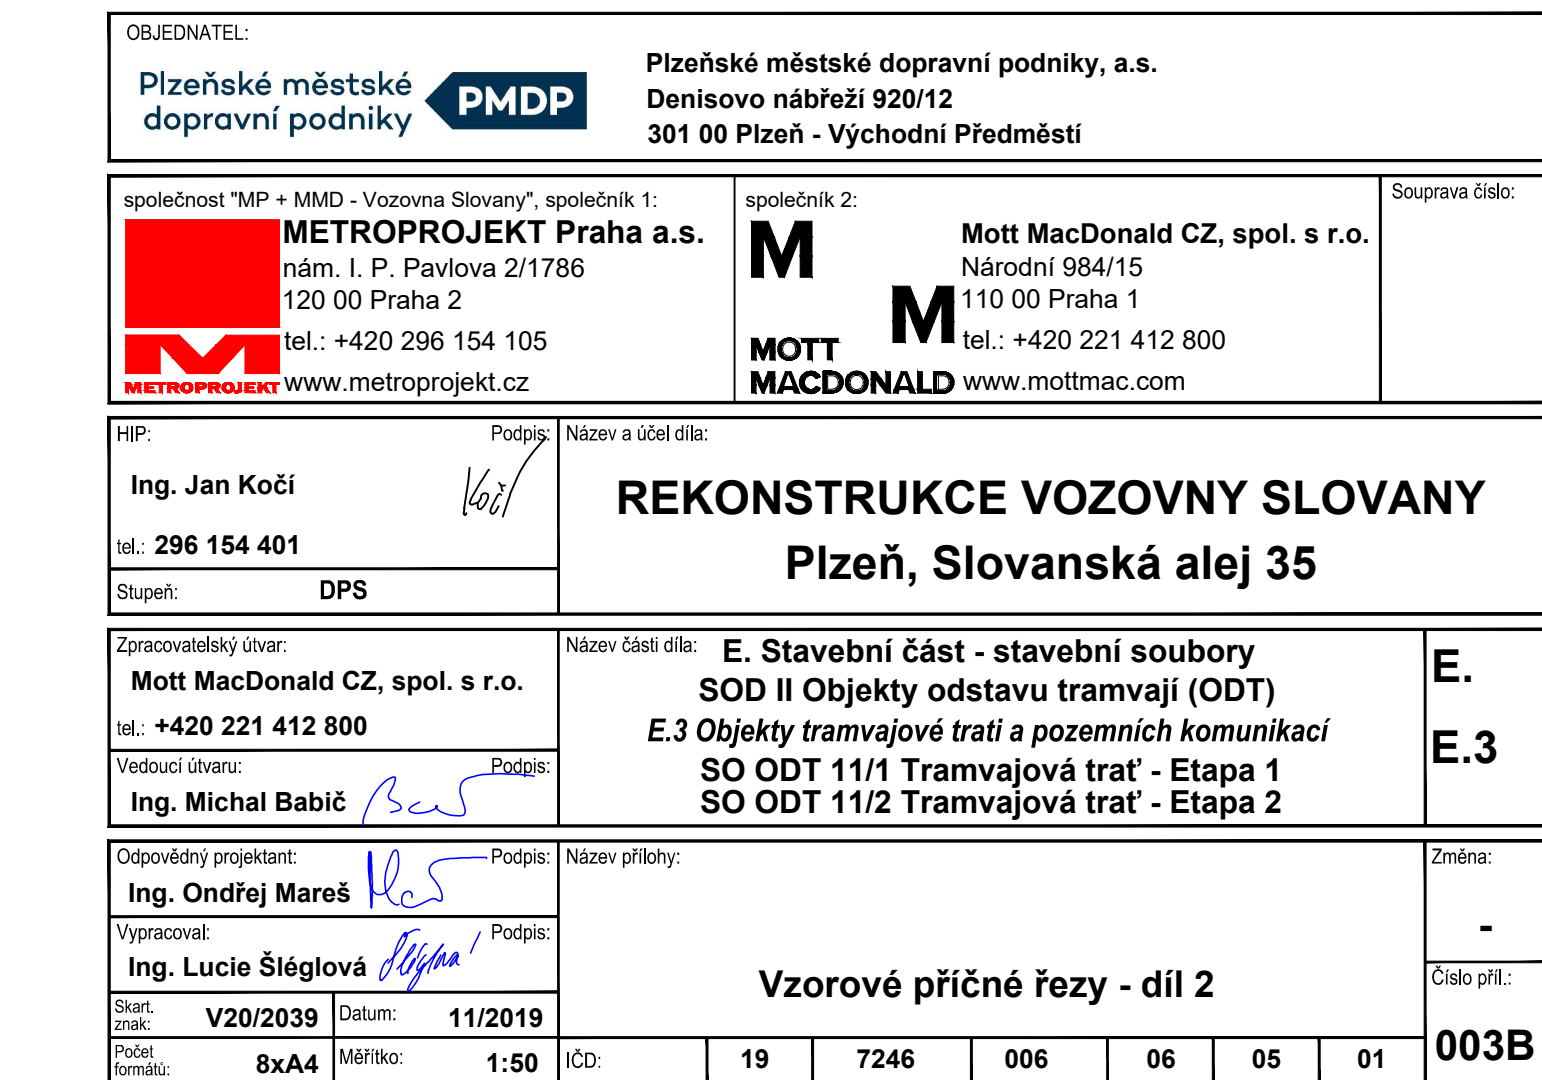 OBJEDNATEL:
Plzeňské městské
dopravní podniky
PMDP
Plzeňské městské dopravní podniky, a.s.
Denisovo nábřeží 920/12
301 00 Plzeň - Východní Předměstí
společnost "MP + MMD - Vozovna Slovany", společník 1:
METROPROJEKT Praha a.s.
nám. I. P. Pavlova 2/1786
120 00 Praha 2
tel.: +420 296 154 105
www.metroprojekt.cz
METROPROJEKT
společník 2:
M
M
MOTT
MACDONALD
Mott MacDonald CZ, spol. s r.o.
Národní 984/15
110 00 Praha 1
tel.: +420 221 412 800
www.mottmac.com
Souprava číslo:
HIP:
Podpis:
Ing. Jan Kočí
Kočí
tel.: 296 154 401
Stupeň:
DPS
Název a účel díla:
REKONSTRUKCE VOZOVNY SLOVANY
Plzeň, Slovanská alej 35
Zpracovatelský útvar:
Mott MacDonald CZ, spol. s r.o.
tel.: +420 221 412 800
Vedoucí útvaru:
Podpis:
Ing. Michal Babič
Název části díla:
E. Stavební část - stavební soubory
SOD II Objekty odstavu tramvají (ODT)
E.3 Objekty tramvajové trati a pozemních komunikací
SO ODT 11/1 Tramvajová trať - Etapa 1
SO ODT 11/2 Tramvajová trať - Etapa 2
E.
E.3
Odpovědný projektant:
Podpis:
Ing. Ondřej Mareš
Vypracoval:
Podpis:
Ing. Lucie Šléglová
Šléglová
Skart.
znak:
V20/2039
Datum:
11/2019
Počet
formátů:
8xA4
Měřítko:
1:50
Název přílohy:
Vzorové příčné řezy - díl 2
IČD:
19
7246
006
06
05
01
Změna:
-
Číslo příl.:
003B